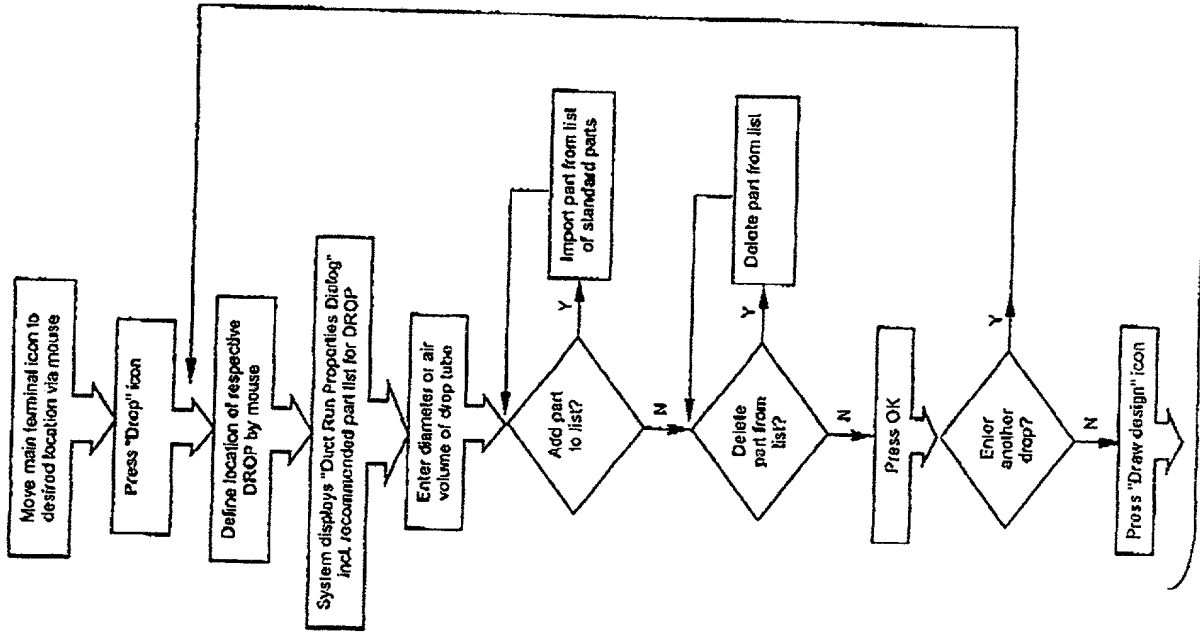 Move main terminal icon to
desired location via mouse
Press "Drop" icon
Define location of respective
DROP by mouse
System displays "Duct Run Properties Dialog"
incl. recommended part list for DROP
Enter diameter or air
volume of drop tube
Add part
to list?
Y
Import part from list
of standard parts
N
Delete
part from
list?
Y
Delete part from list
N
Press OK
Enter
another
drop?
Y
N
Press "Draw design" icon